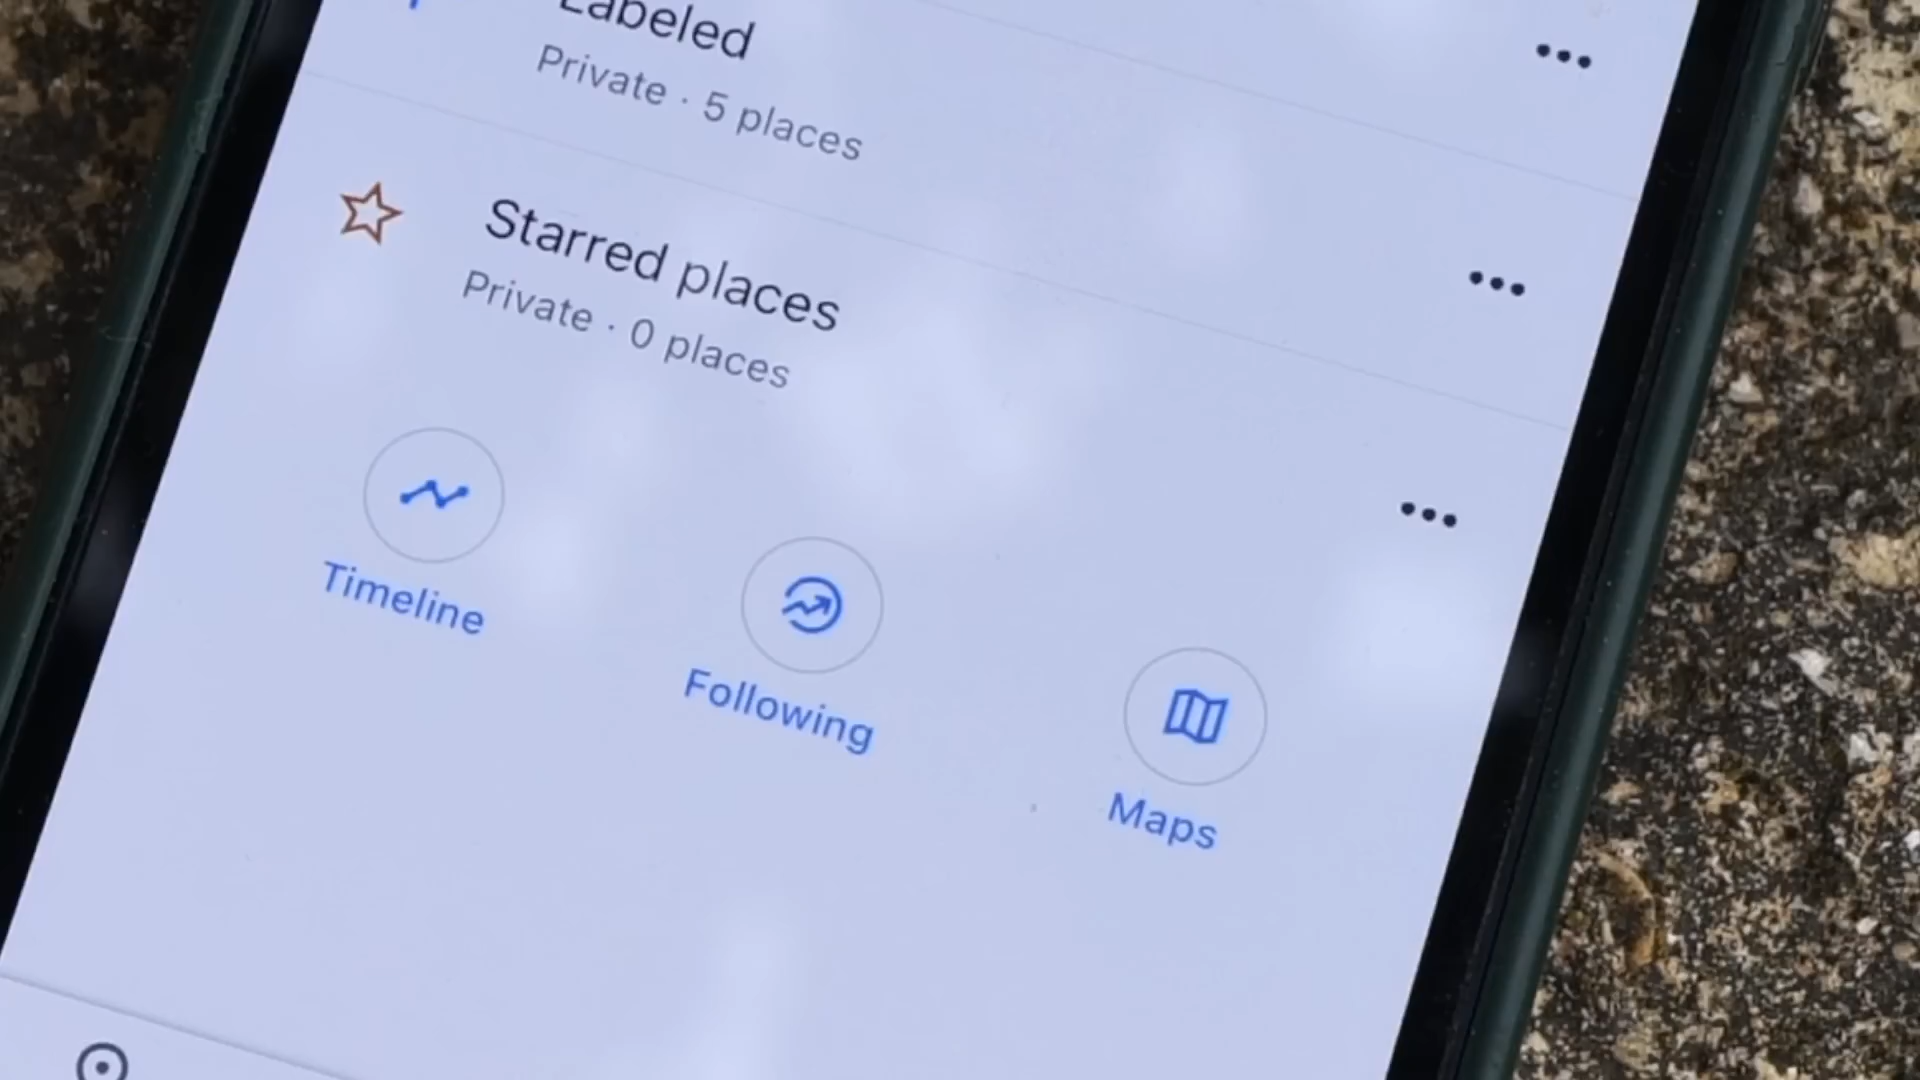 Labeled
Private · 5 places
Starred places
Private · 0 places
Timeline
Following
Maps